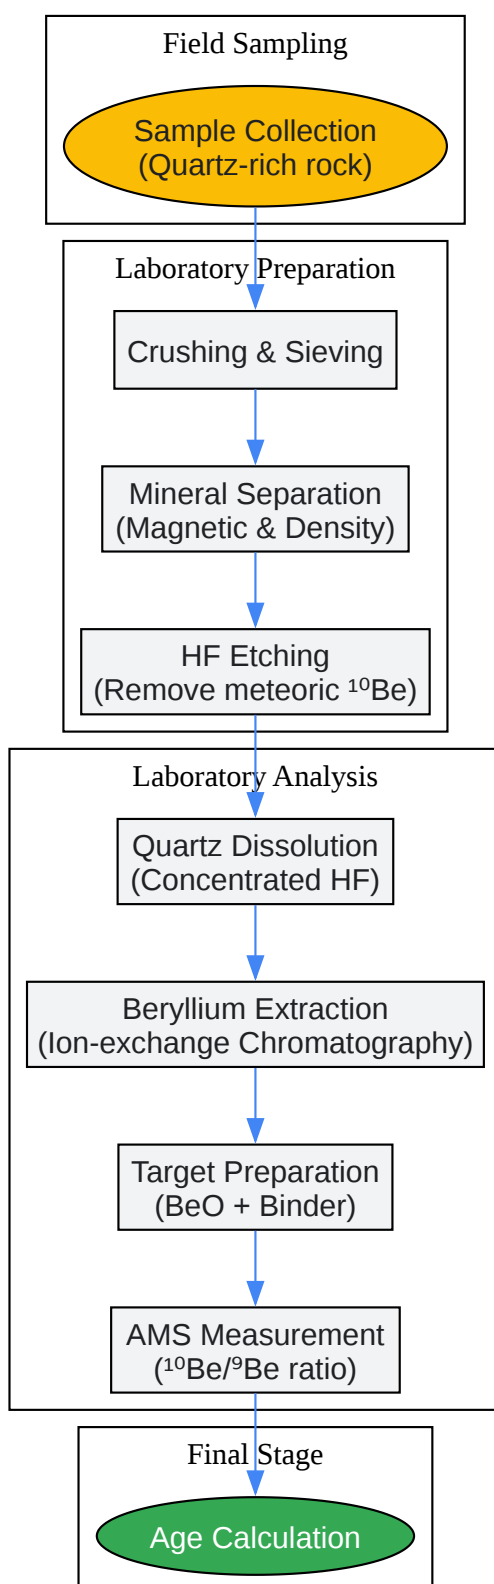 Field Sampling
Sample Collection
(Quartz-rich rock)
Laboratory Preparation
Crushing & Sieving
Mineral Separation
(Magnetic & Density)
HF Etching
(Remove meteoric ¹⁰Be)
Laboratory Analysis
Quartz Dissolution
(Concentrated HF)
Beryllium Extraction
(Ion-exchange Chromatography)
Target Preparation
(BeO + Binder)
AMS Measurement
(¹⁰Be/⁹Be ratio)
Final Stage
Age Calculation